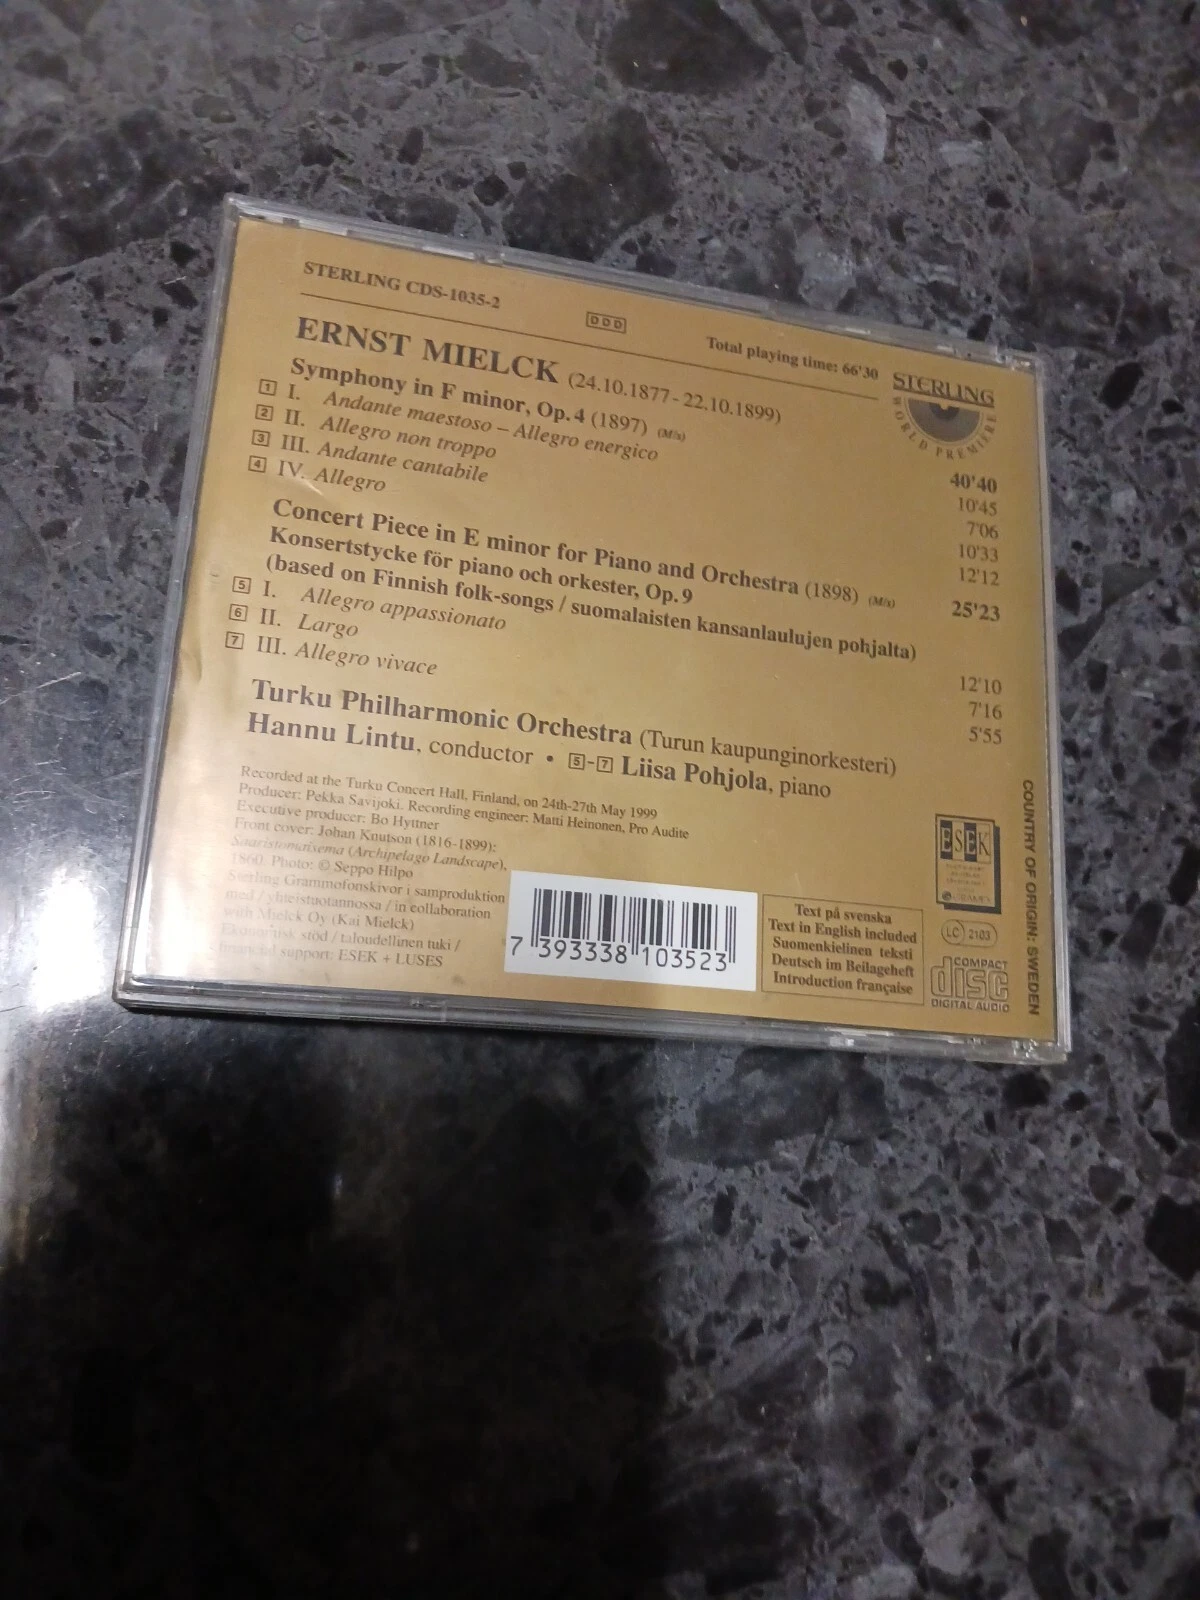 STERLING CDS-1035-2
DDD
Total playing time: 66'30
STERLING
WORLD PREMIERE
ERNST MIELCK (24.10.1877 - 22.10.1899)
Symphony in F minor, Op. 4 (1897) (M/s) 40'40
1 I. Andante maestoso – Allegro energico 10'45
2 II. Allegro non troppo 7'06
3 III. Andante cantabile 10'33
4 IV. Allegro 12'12
Concert Piece in E minor for Piano and Orchestra (1898) (M/s) 25'23
Konsertstycke för piano och orkester, Op. 9
(based on Finnish folk-songs / suomalaisten kansanlaulujen pohjalta)
5 I. Allegro appassionato 12'10
6 II. Largo 7'16
7 III. Allegro vivace 5'55
Turku Philharmonic Orchestra (Turun kaupunginorkesteri)
Hannu Lintu, conductor • 5-7 Liisa Pohjola, piano
Recorded at the Turku Concert Hall, Finland, on 24th-27th May 1999
Producer: Pekka Savijoki. Recording engineer: Matti Heinonen, Pro Audite
Executive producer: Bo Hyttner
Front cover: Johan Knutson (1816-1899):
Saaristomaisema (Archipelago Landscape),
1860. Photo: © Seppo Hilpo
Sterling Grammofonskivor i samproduktion
med / yhteistuotannossa / in collaboration
with Mielck Oy (Kai Mielck)
Ekonomisk stöd / taloudellinen tuki /
financial support: ESEK + LUSES
7 393338 103523
Text på svenska
Text in English included
Suomenkielinen teksti
Deutsch im Beilageheft
Introduction française
ESEK
LC 2103
COMPACT
disc
DIGITAL AUDIO
COUNTRY OF ORIGIN: SWEDEN